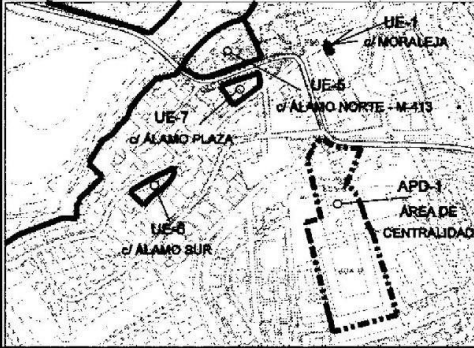 UE-1
c/ MORALEJA
UE-5
c/ ÁLAMO NORTE - M-413
UE-7
c/ ÁLAMO PLAZA
APD-1
ÁREA DE
CENTRALIDAD
UE-6
c/ ÁLAMO SUR